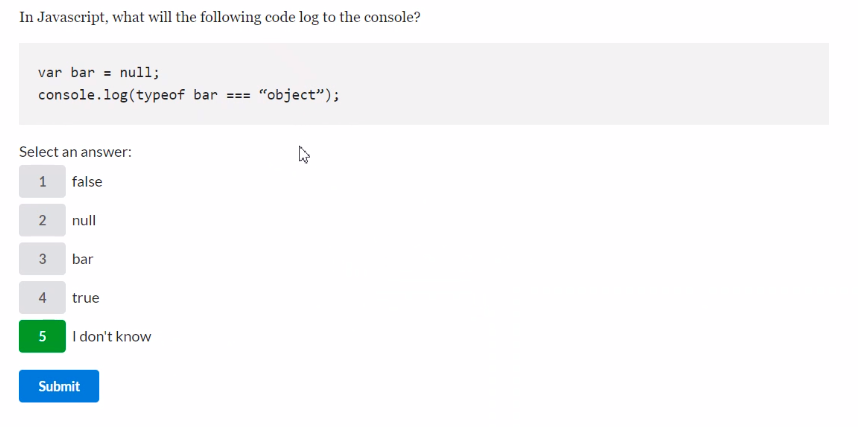 In Javascript, what will the following code log to the console?
var bar = null;
console.log(typeof bar === “object”);
Select an answer:
1 false
2 null
3 bar
4 true
5 I don't know
Submit